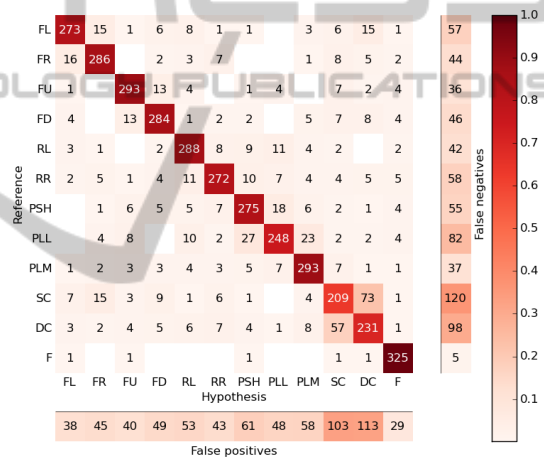 1.0
FL 273 15 1 6 8 1 1 3 6 15 1 57
FR 16 286 2 3 7 1 8 5 2 44
0.9
FU 1 293 13 4 1 4 7 2 4 36
OLOGY PUBLICATIONS
0.8
FD 4 13 284 1 2 2 5 7 8 4 46
RL 3 1 2 288 8 9 11 4 2 2 42
0.7
RR 2 5 1 4 11 272 10 7 4 4 5 5 58
0.6
Reference
False negatives
PSH 1 6 5 5 7 275 18 6 2 1 4 55
0.5
PLL 4 8 10 2 27 248 23 2 2 4 82
PLM 1 2 3 3 4 3 5 7 293 7 1 1 37
0.4
SC 7 15 3 9 1 6 1 4 209 73 1 120
0.3
DC 3 2 4 5 6 7 4 1 8 57 231 1 98
0.2
F 1 1 1 1 1 325 5
FL FR FU FD RL RR PSH PLL PLM SC DC F
Hypothesis
0.1
38 45 40 49 53 43 61 48 58 103 113 29
False positives